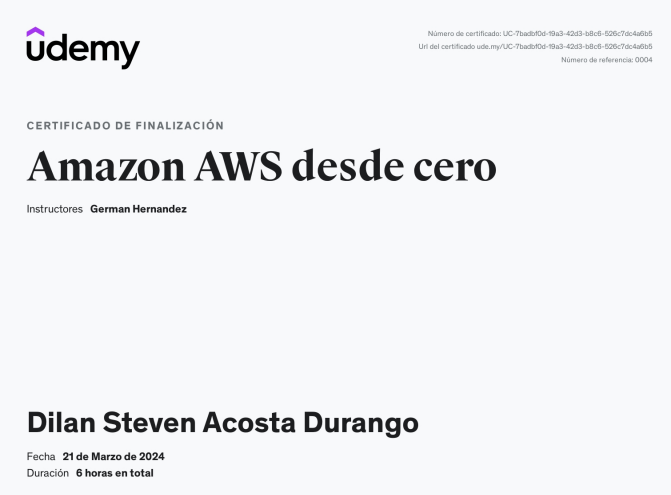 udemy
Número de certificado: UC-7badbf0d-19a3-42d3-b8c6-526c7dc4a6b5
Url del certificado ude.my/UC-7badbf0d-19a3-42d3-b8c6-526c7dc4a6b5
Número de referencia: 0004
CERTIFICADO DE FINALIZACIÓN
Amazon AWS desde cero
Instructores German Hernandez
Dilan Steven Acosta Durango
Fecha 21 de Marzo de 2024
Duración 6 horas en total